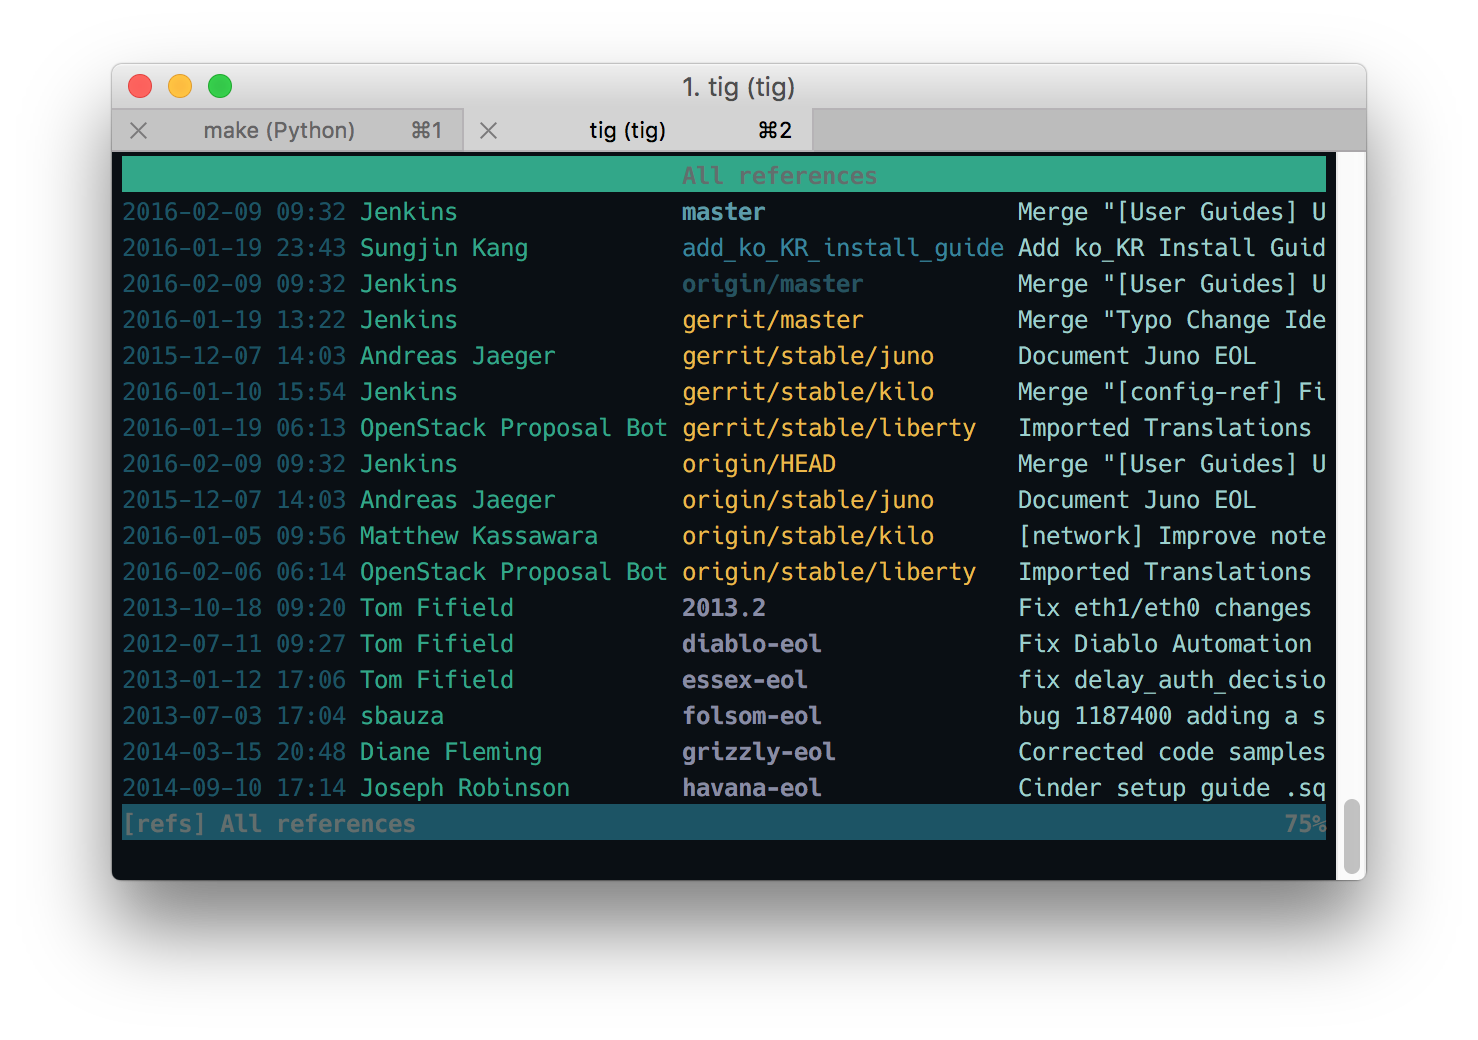 1. tig (tig)
make (Python) ⌘1 tig (tig) ⌘2
All references
2016-02-09 09:32 Jenkins master Merge "[User Guides] U
2016-01-19 23:43 Sungjin Kang add_ko_KR_install_guide Add ko_KR Install Guid
2016-02-09 09:32 Jenkins origin/master Merge "[User Guides] U
2016-01-19 13:22 Jenkins gerrit/master Merge "Typo Change Ide
2015-12-07 14:03 Andreas Jaeger gerrit/stable/juno Document Juno EOL
2016-01-10 15:54 Jenkins gerrit/stable/kilo Merge "[config-ref] Fi
2016-01-19 06:13 OpenStack Proposal Bot gerrit/stable/liberty Imported Translations
2016-02-09 09:32 Jenkins origin/HEAD Merge "[User Guides] U
2015-12-07 14:03 Andreas Jaeger origin/stable/juno Document Juno EOL
2016-01-05 09:56 Matthew Kassawara origin/stable/kilo [network] Improve note
2016-02-06 06:14 OpenStack Proposal Bot origin/stable/liberty Imported Translations
2013-10-18 09:20 Tom Fifield 2013.2 Fix eth1/eth0 changes
2012-07-11 09:27 Tom Fifield diablo-eol Fix Diablo Automation
2013-01-12 17:06 Tom Fifield essex-eol fix delay_auth_decisio
2013-07-03 17:04 sbauza folsom-eol bug 1187400 adding a s
2014-03-15 20:48 Diane Fleming grizzly-eol Corrected code samples
2014-09-10 17:14 Joseph Robinson havana-eol Cinder setup guide .sq
[refs] All references 75%